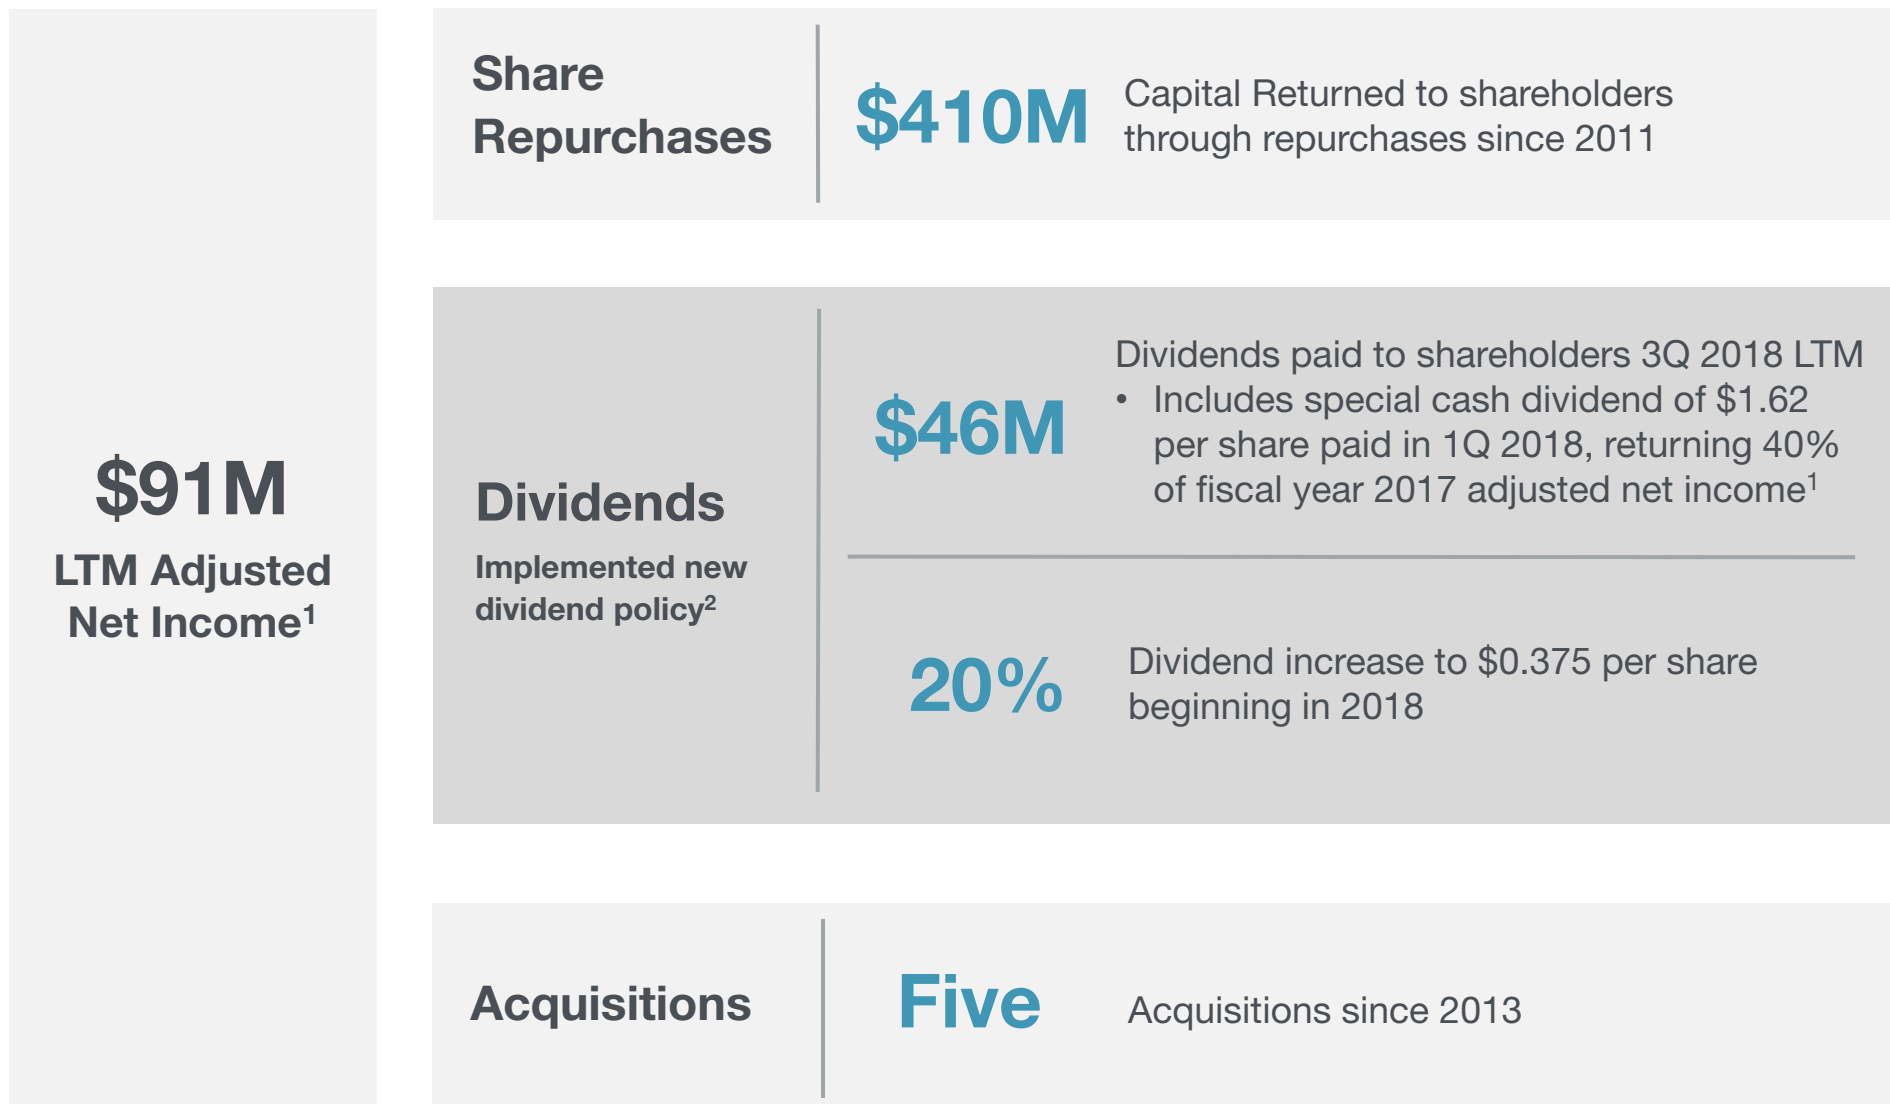 $91M
LTM Adjusted
Net Income¹
Share
Repurchases
$410M
Capital Returned to shareholders
through repurchases since 2011
Dividends
Implemented new
dividend policy²
$46M
Dividends paid to shareholders 3Q 2018 LTM
• Includes special cash dividend of $1.62
per share paid in 1Q 2018, returning 40%
of fiscal year 2017 adjusted net income¹
20%
Dividend increase to $0.375 per share
beginning in 2018
Acquisitions
Five
Acquisitions since 2013